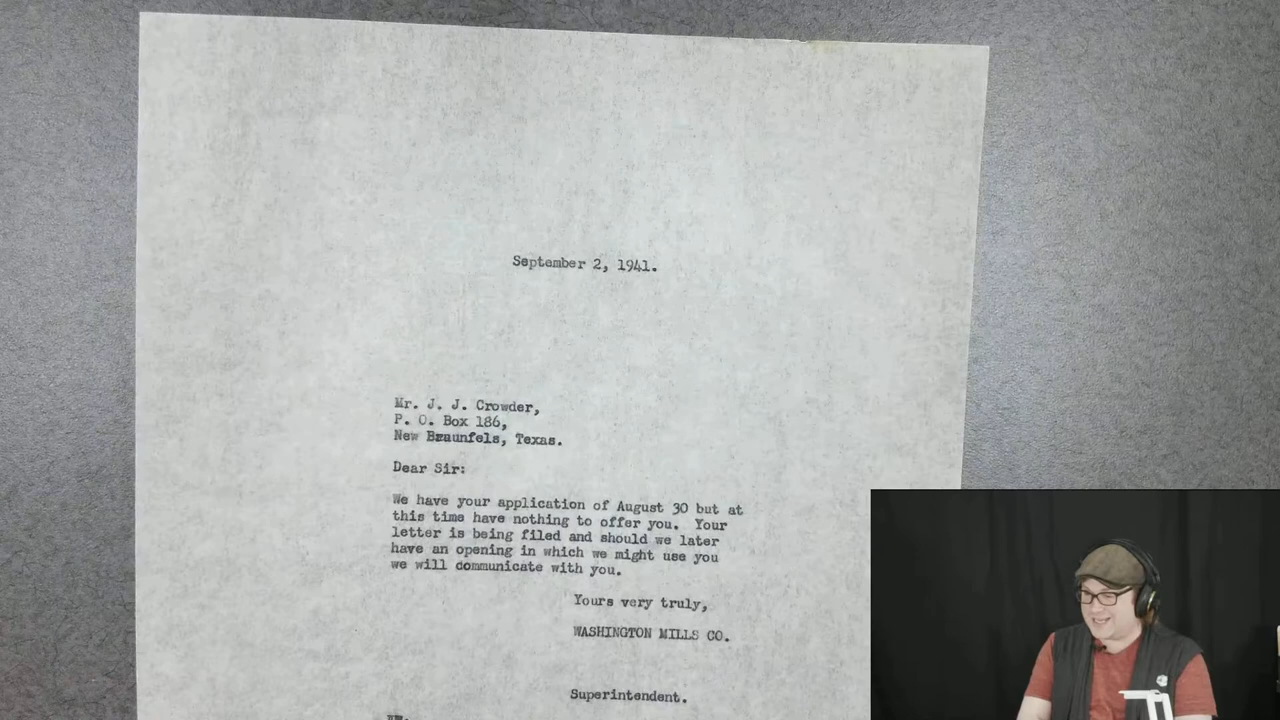 September 2, 1941.
Mr. J. J. Crowder,
P. O. Box 186,
New Braunfels, Texas.
Dear Sir:
We have your application of August 30 but at
this time have nothing to offer you. Your
letter is being filed and should we later
have an opening in which we might use you
we will communicate with you.
Yours very truly,
WASHINGTON MILLS CO.
Superintendent.